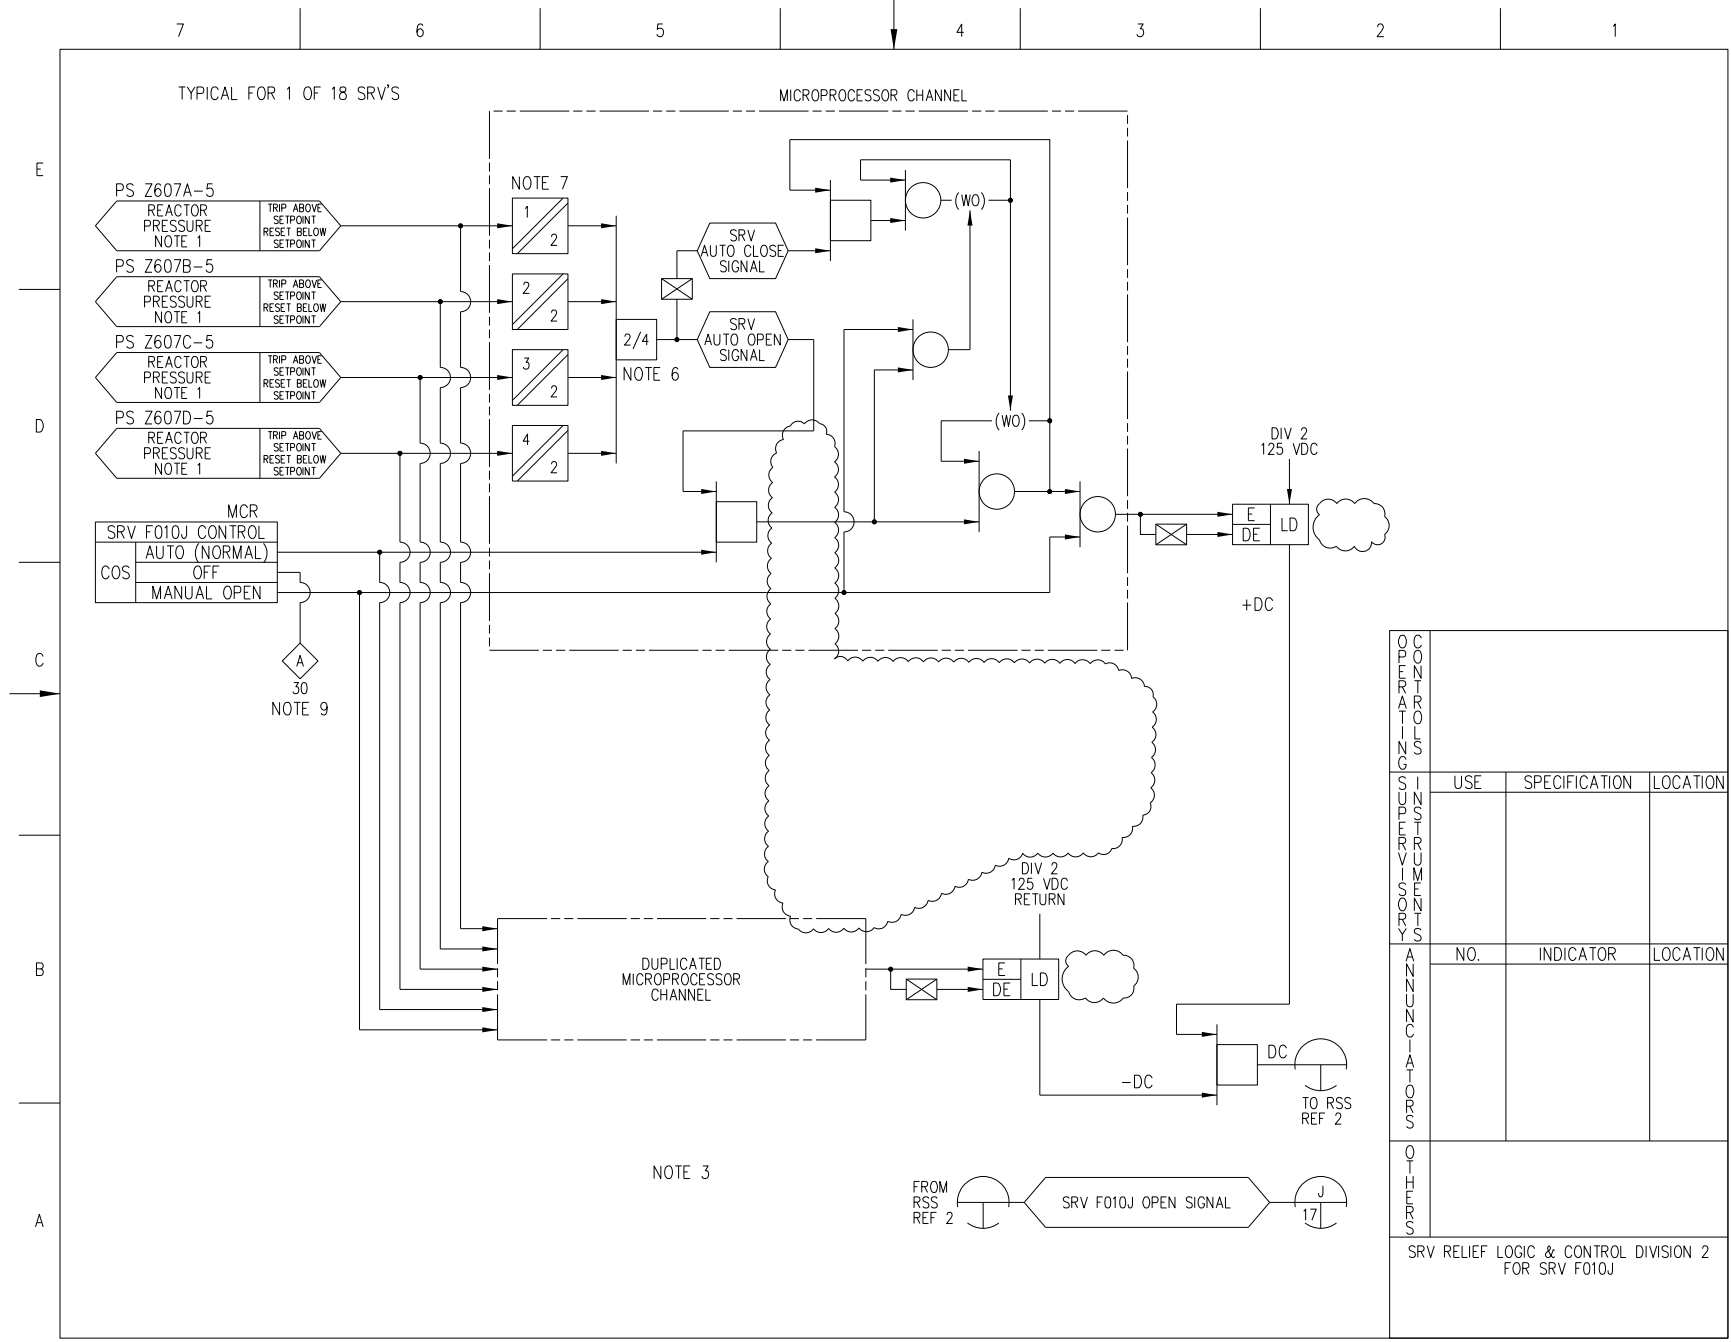 7 6 5 4 3 2 1
TYPICAL FOR 1 OF 18 SRV'S
MICROPROCESSOR CHANNEL
E
D
C
B
A
PS Z607A-5
REACTOR
PRESSURE
NOTE 1
TRIP ABOVE
SETPOINT
RESET BELOW
SETPOINT
PS Z607B-5
REACTOR
PRESSURE
NOTE 1
TRIP ABOVE
SETPOINT
RESET BELOW
SETPOINT
PS Z607C-5
REACTOR
PRESSURE
NOTE 1
TRIP ABOVE
SETPOINT
RESET BELOW
SETPOINT
PS Z607D-5
REACTOR
PRESSURE
NOTE 1
TRIP ABOVE
SETPOINT
RESET BELOW
SETPOINT
MCR
SRV F010J CONTROL
COS
AUTO (NORMAL)
OFF
MANUAL OPEN
A
30
NOTE 9
NOTE 7
1
2
2
2
3
2
4
2
2/4
NOTE 6
SRV
AUTO CLOSE
SIGNAL
SRV
AUTO OPEN
SIGNAL
(WO)
(WO)
DIV 2
125 VDC
E
DE
LD
+DC
DIV 2
125 VDC
RETURN
DUPLICATED
MICROPROCESSOR
CHANNEL
E
DE
LD
-DC
DC
TO RSS
REF 2
NOTE 3
FROM
RSS
REF 2
SRV F010J OPEN SIGNAL
J
17
OPERATING
CONTROLS
SUPERVISORY
INSTRUMENTS
USE SPECIFICATION LOCATION
ANNUNCIATORS
NO. INDICATOR LOCATION
OTHERS
SRV RELIEF LOGIC & CONTROL DIVISION 2
FOR SRV F010J